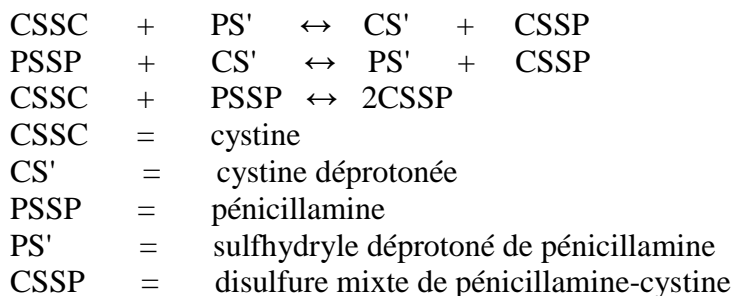 CSSC + PS' ↔ CS' + CSSP
PSSP + CS' ↔ PS' + CSSP
CSSC + PSSP ↔ 2CSSP
CSSC = cystine
CS' = cystine déprotonée
PSSP = pénicillamine
PS' = sulfhydryle déprotoné de pénicillamine
CSSP = disulfure mixte de pénicillamine-cystine